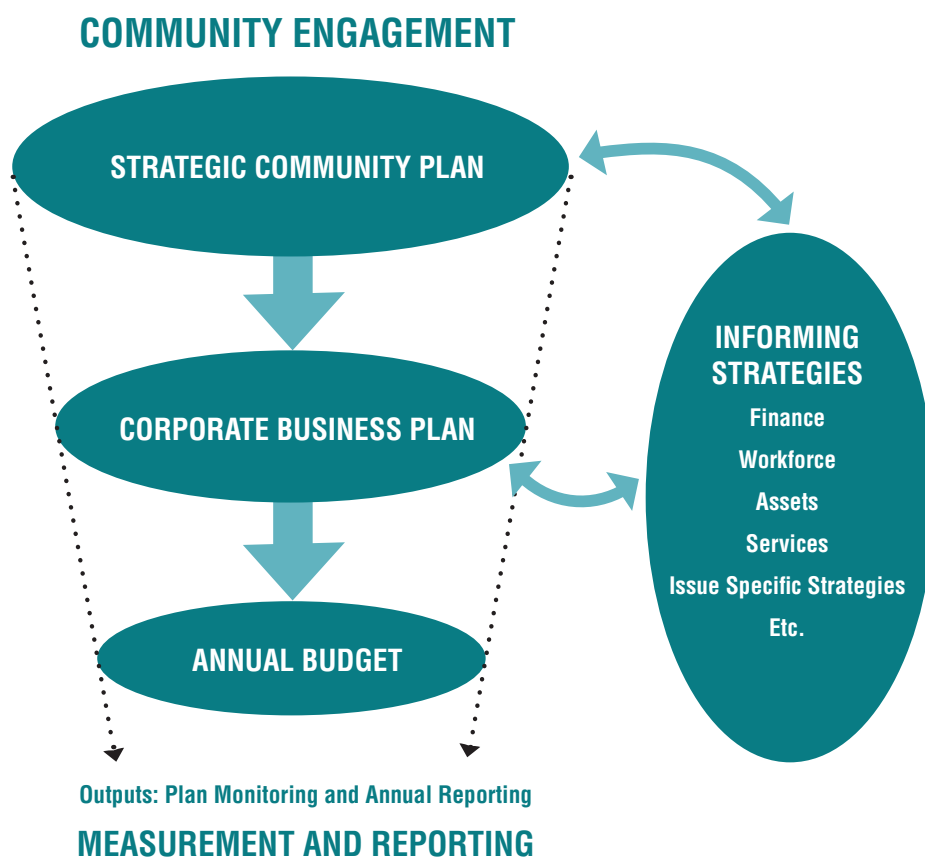 COMMUNITY ENGAGEMENT
STRATEGIC COMMUNITY PLAN
CORPORATE BUSINESS PLAN
ANNUAL BUDGET
INFORMING
STRATEGIES
Finance
Workforce
Assets
Services
Issue Specific Strategies
Etc.
Outputs: Plan Monitoring and Annual Reporting
MEASUREMENT AND REPORTING